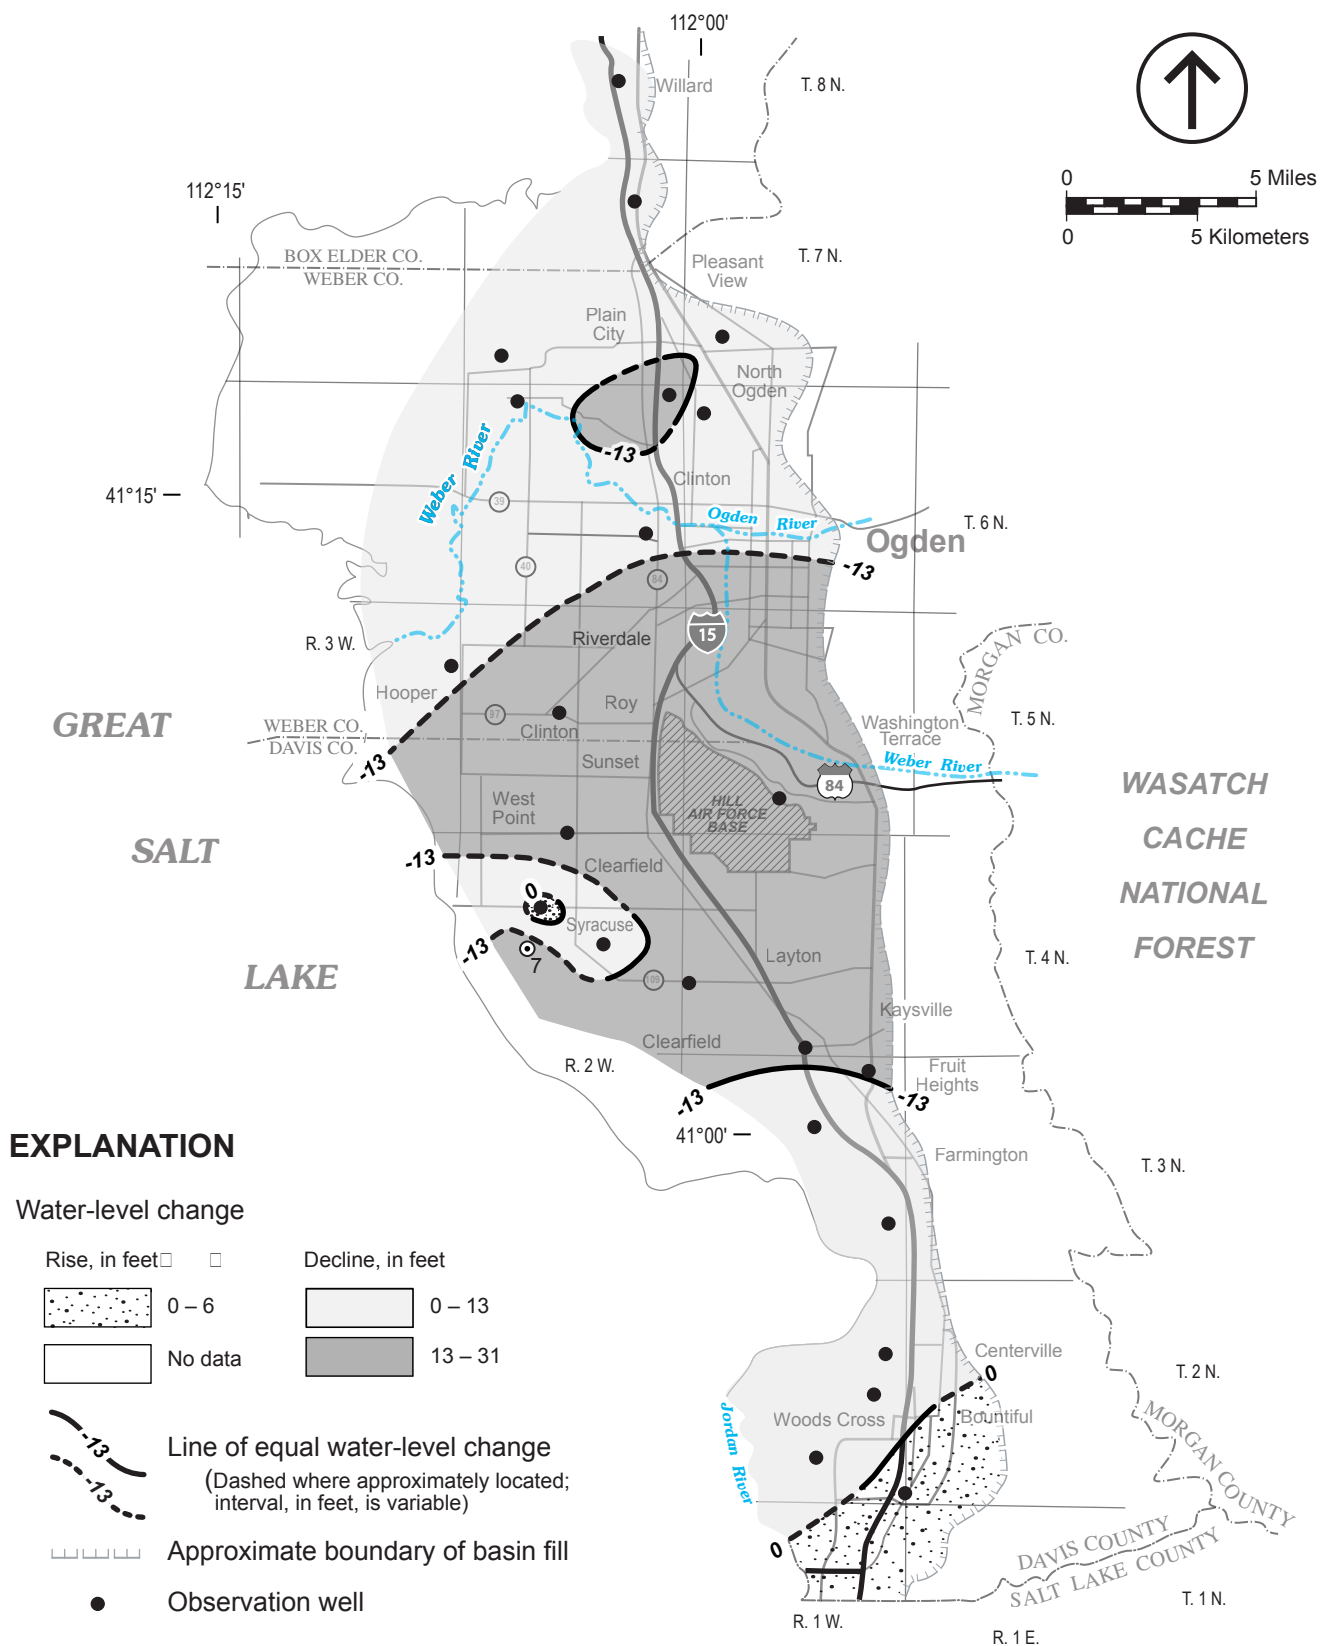 112°00'
Willard
T. 8 N.
0 5 Miles
0 5 Kilometers
112°15'
BOX ELDER CO.
WEBER CO.
Pleasant
View
T. 7 N.
Plain
City
North
Ogden
-13
Weber River
Clinton
41°15'
39
Ogden River
T. 6 N.
Ogden
-13
40
84
R. 3 W.
Riverdale
15
MORGAN CO.
Hooper
Roy
97
Clinton
Washington
Terrace
T. 5 N.
GREAT
WEBER CO.
DAVIS CO.
-13
Sunset
Weber River
84
WASATCH
CACHE
NATIONAL
FOREST
West
Point
HILL
AIR FORCE
BASE
SALT
-13
Clearfield
0
Syracuse
-13
7
Layton
T. 4 N.
LAKE
109
Kaysville
Clearfield
R. 2 W.
Fruit
Heights
-13
-13
41°00'
Farmington
T. 3 N.
EXPLANATION
Water-level change
Rise, in feet
Decline, in feet
0 – 6
0 – 13
No data
13 – 31
-13
Line of equal water-level change
-13
(Dashed where approximately located;
interval, in feet, is variable)
Approximate boundary of basin fill
Observation well
Centerville
0
T. 2 N.
Jordan River
Woods Cross
Bountiful
MORGAN COUNTY
0
DAVIS COUNTY
SALT LAKE COUNTY
T. 1 N.
R. 1 W.
R. 1 E.